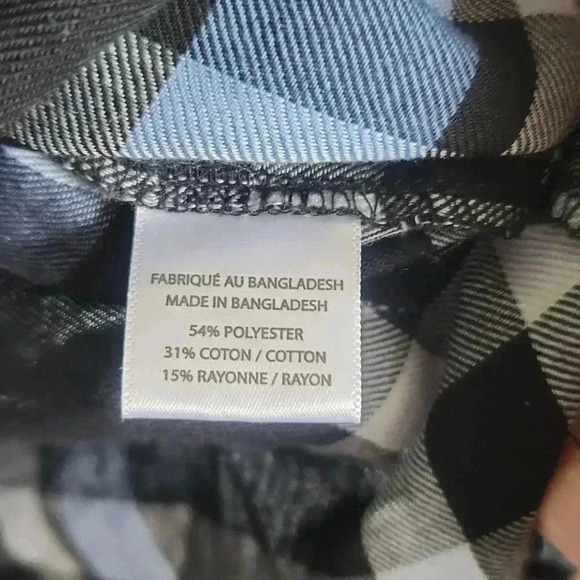 FABRIQUÉ AU BANGLADESH
MADE IN BANGLADESH
54% POLYESTER
31% COTON / COTTON
15% RAYONNE / RAYON